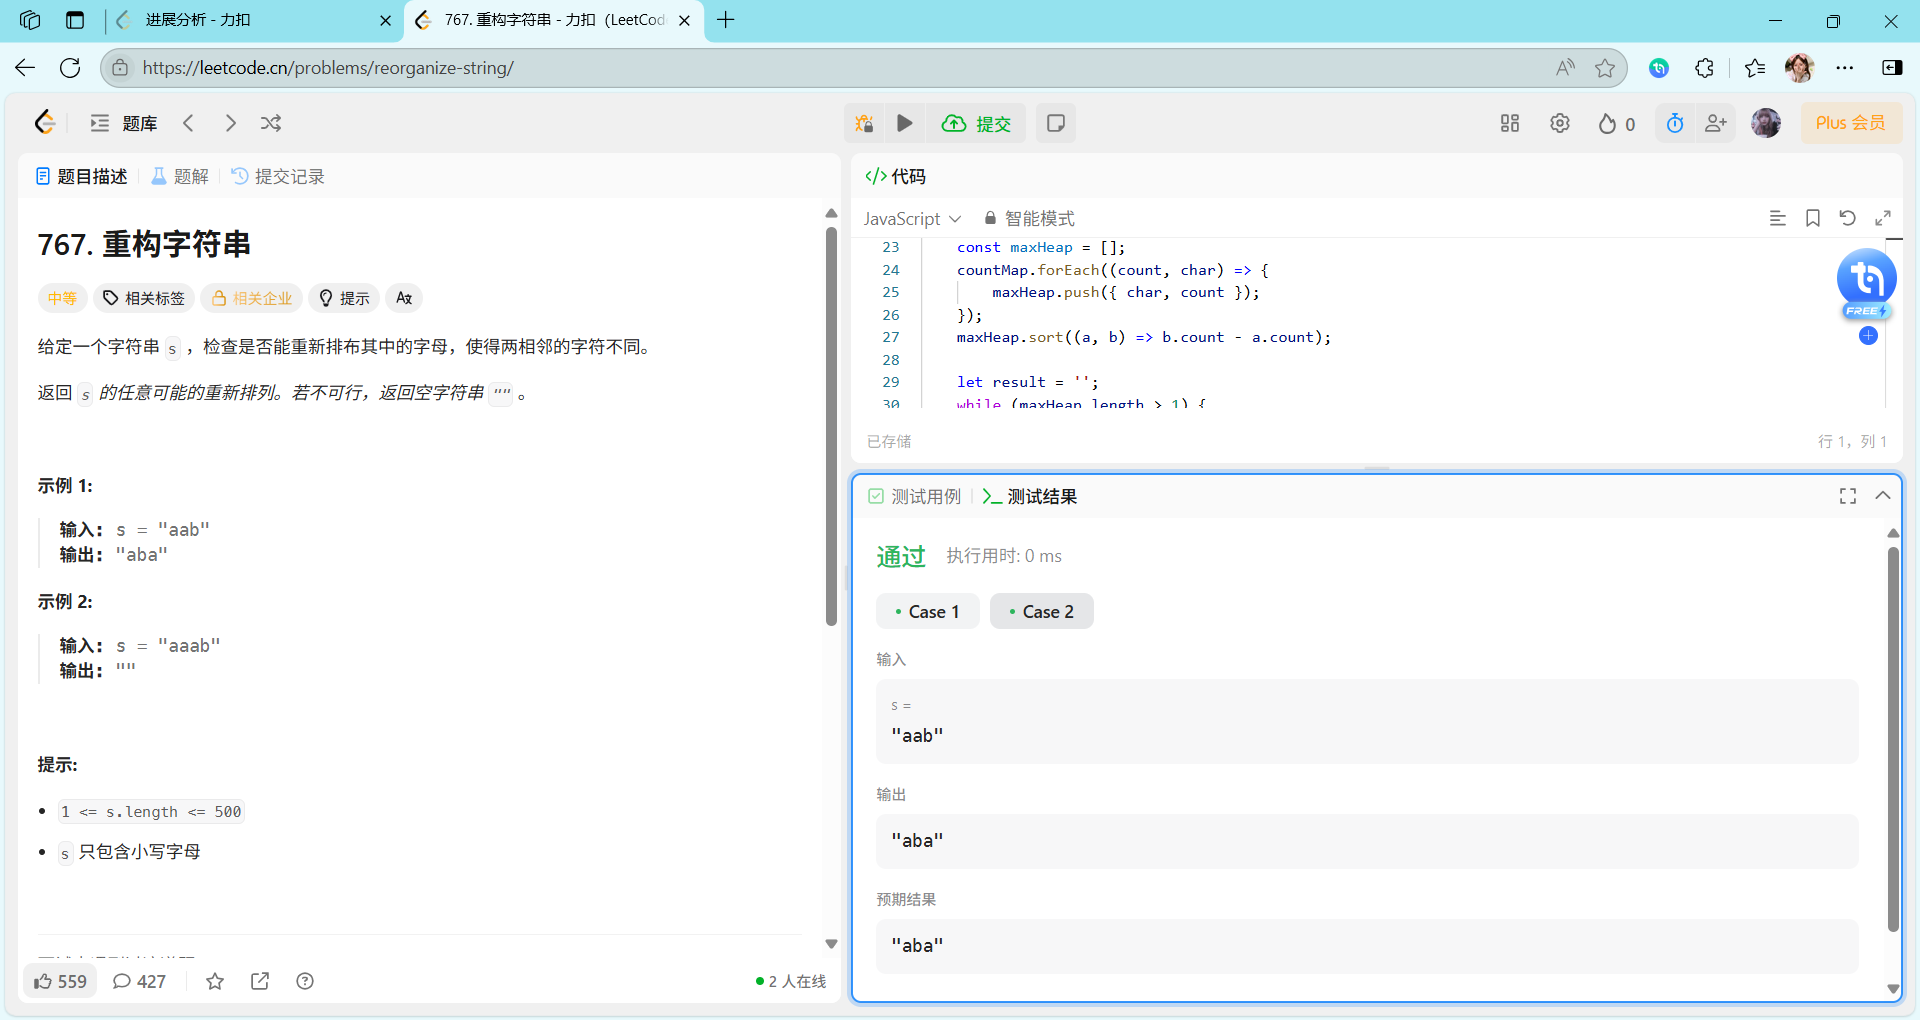 进展分析 - 力扣
767. 重构字符串 - 力扣（LeetCod
https://leetcode.cn/problems/reorganize-string/
题库
提交
0
Plus 会员
题目描述
题解
提交记录
767. 重构字符串
中等
相关标签
相关企业
提示
给定一个字符串 s ，检查是否能重新排布其中的字母，使得两相邻的字符不同。
返回 s 的任意可能的重新排列。若不可行，返回空字符串 "" 。
示例 1:
输入: s = "aab"
输出: "aba"
示例 2:
输入: s = "aaab"
输出: ""
提示:
1 <= s.length <= 500
s 只包含小写字母
559
427
2 人在线
</> 代码
JavaScript
智能模式
23 const maxHeap = [];
24 countMap.forEach((count, char) => {
25 maxHeap.push({ char, count });
26 });
27 maxHeap.sort((a, b) => b.count - a.count);
28
29 let result = '';
30 while (maxHeap.length > 1) {
FREE
已存储
行 1，列 1
测试用例
测试结果
通过
执行用时: 0 ms
Case 1
Case 2
输入
s =
"aab"
输出
"aba"
预期结果
"aba"